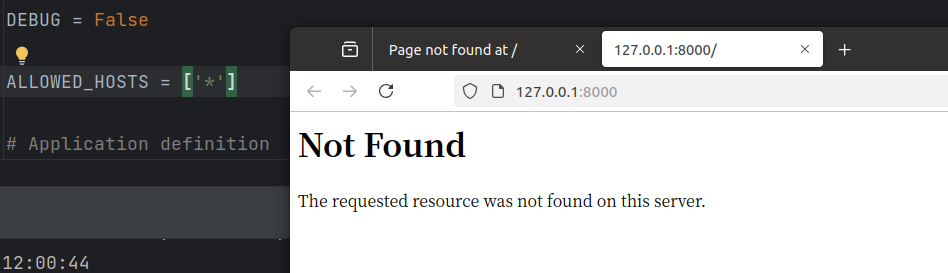 DEBUG = False
ALLOWED_HOSTS = ['*']
# Application definition
12:00:44
Page not found at /
127.0.0.1:8000/
127.0.0.1:8000
Not Found
The requested resource was not found on this server.